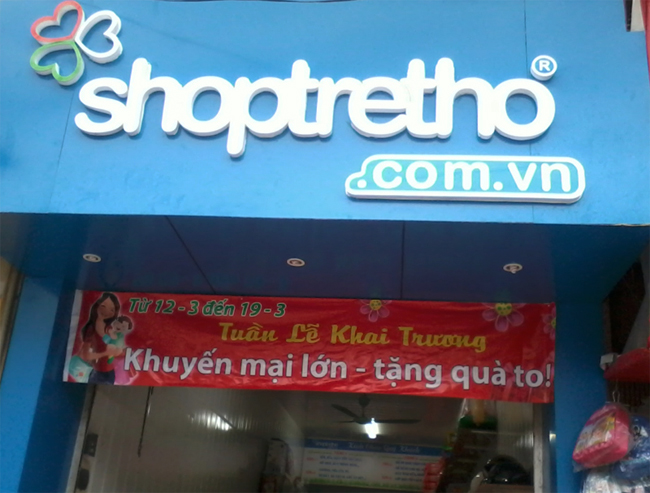 shoptretho®
.com.vn
Từ 12 - 3 đến 19 - 3
Tuần Lễ Khai Trương
Khuyến mại lớn - tặng quà to!